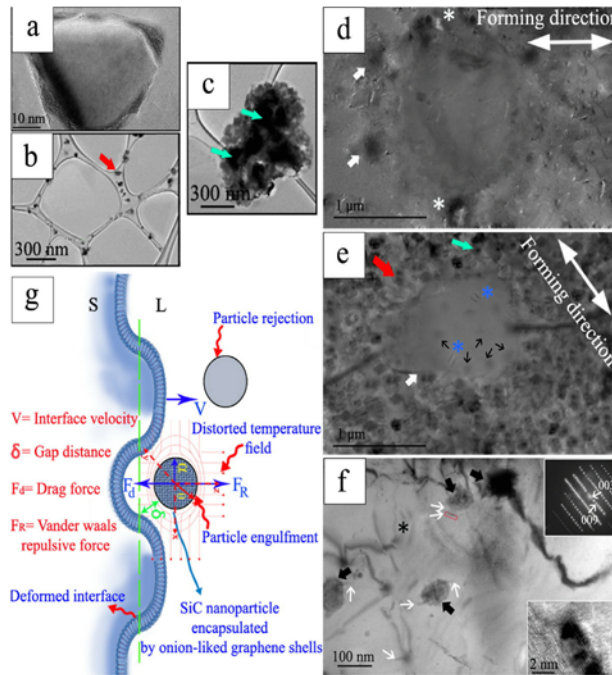 a
10 nm
b
300 nm
c
300 nm
d
*
Forming direction
*
1 µm
e
*
*
Forming direction
1 µm
f
*
009
100 nm
2 nm
g
S L
Particle rejection
V
V= Interface velocity
δ= Gap distance
Fd= Drag force
FR= Vander waals
repulsive force
Distorted temperature
field
Fd
FR
δ
Particle engulfment
Deformed interface
SiC nanoparticle
encapsulated
by onion-liked graphene shells